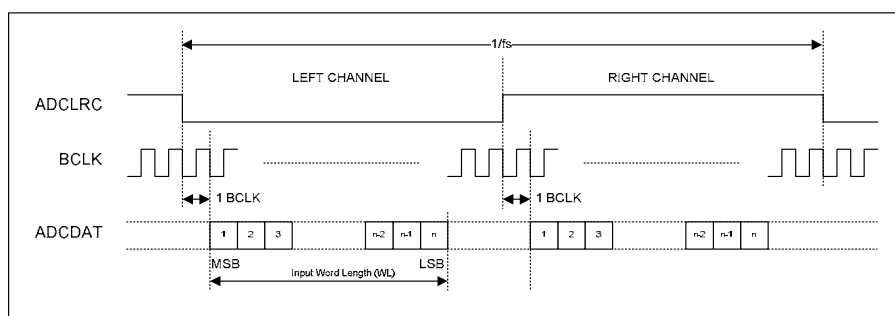 1/fs
LEFT CHANNEL RIGHT CHANNEL
ADCLRC
BCLK
1 BCLK 1 BCLK
ADCDAT
1 2 3 n-2 n-1 n 1 2 3 n-2 n-1 n
MSB LSB
Input Word Length (WL)